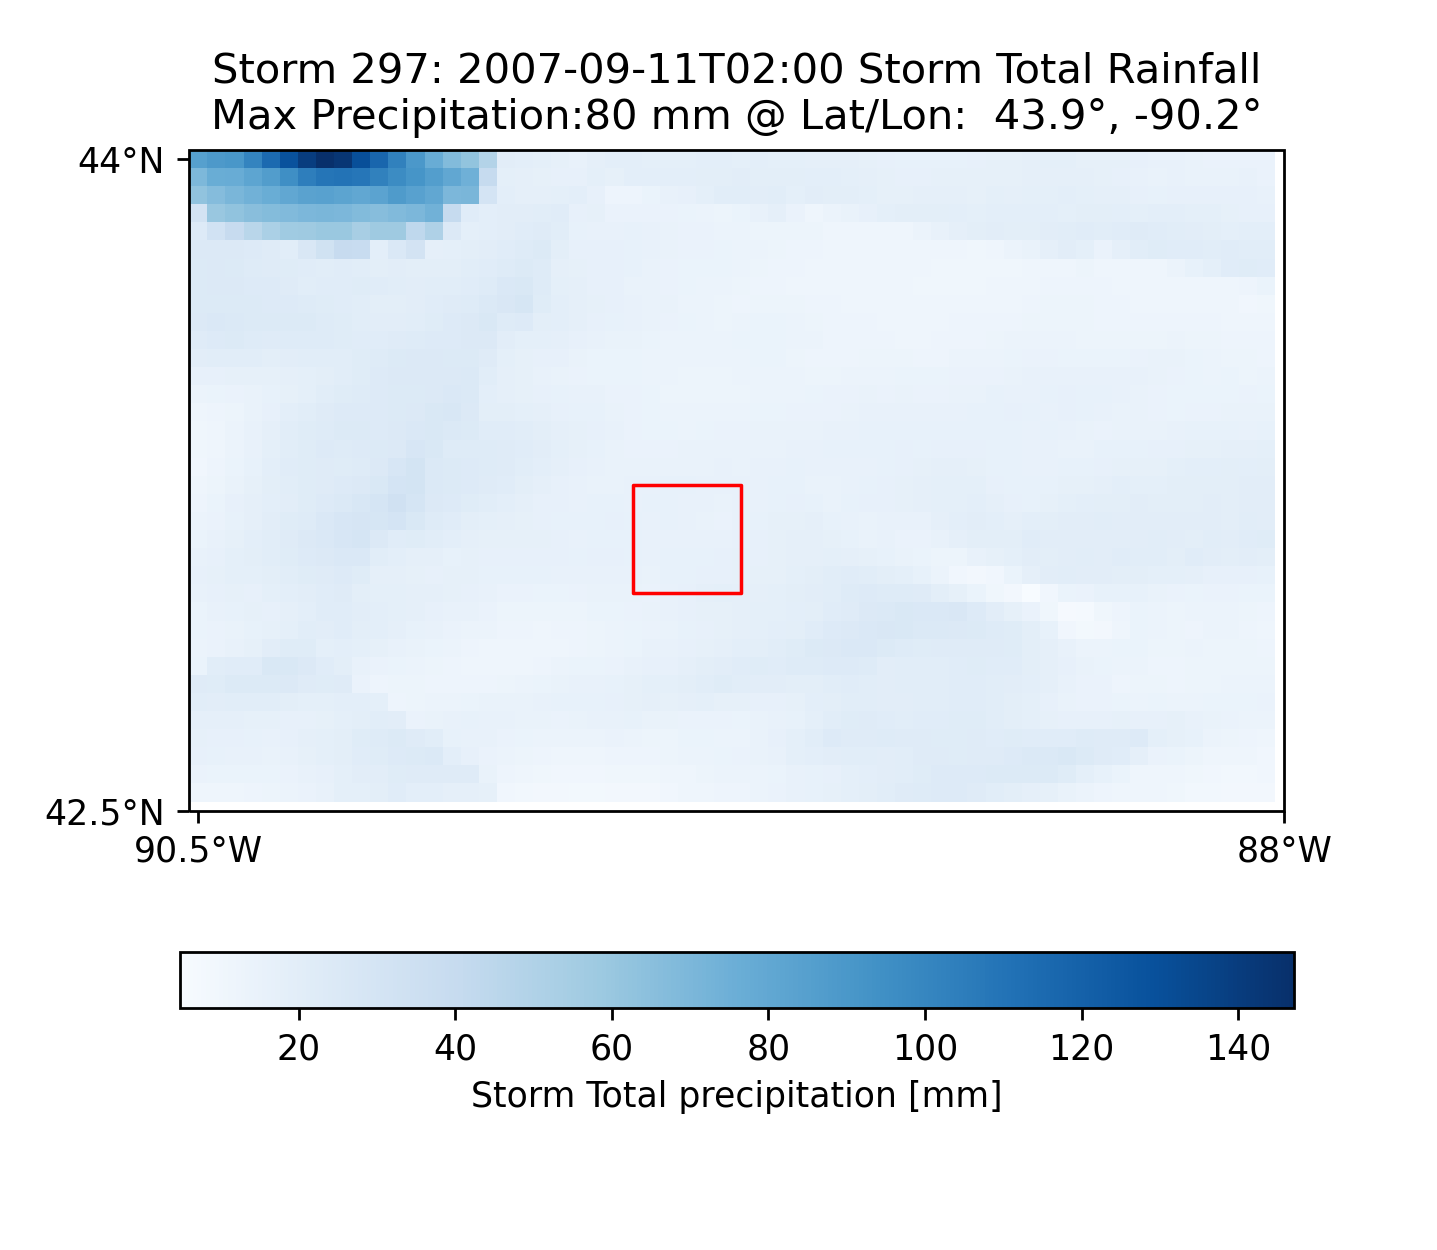 Storm 297: 2007-09-11T02:00 Storm Total Rainfall
Max Precipitation:80 mm @ Lat/Lon:  43.9°, -90.2°
44°N
42.5°N
90.5°W 88°W
20 40 60 80 100 120 140
Storm Total precipitation [mm]